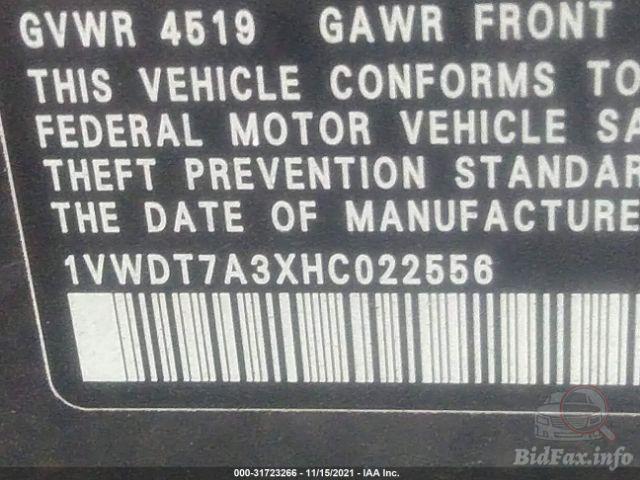 GVWR 4519 GAWR FRONT
THIS VEHICLE CONFORMS TO
FEDERAL MOTOR VEHICLE SA
THEFT PREVENTION STANDAR
THE DATE OF MANUFACTURE
1VWDT7A3XHC022556
BidFax.info
000-31723266 - 11/15/2021 - IAA Inc.